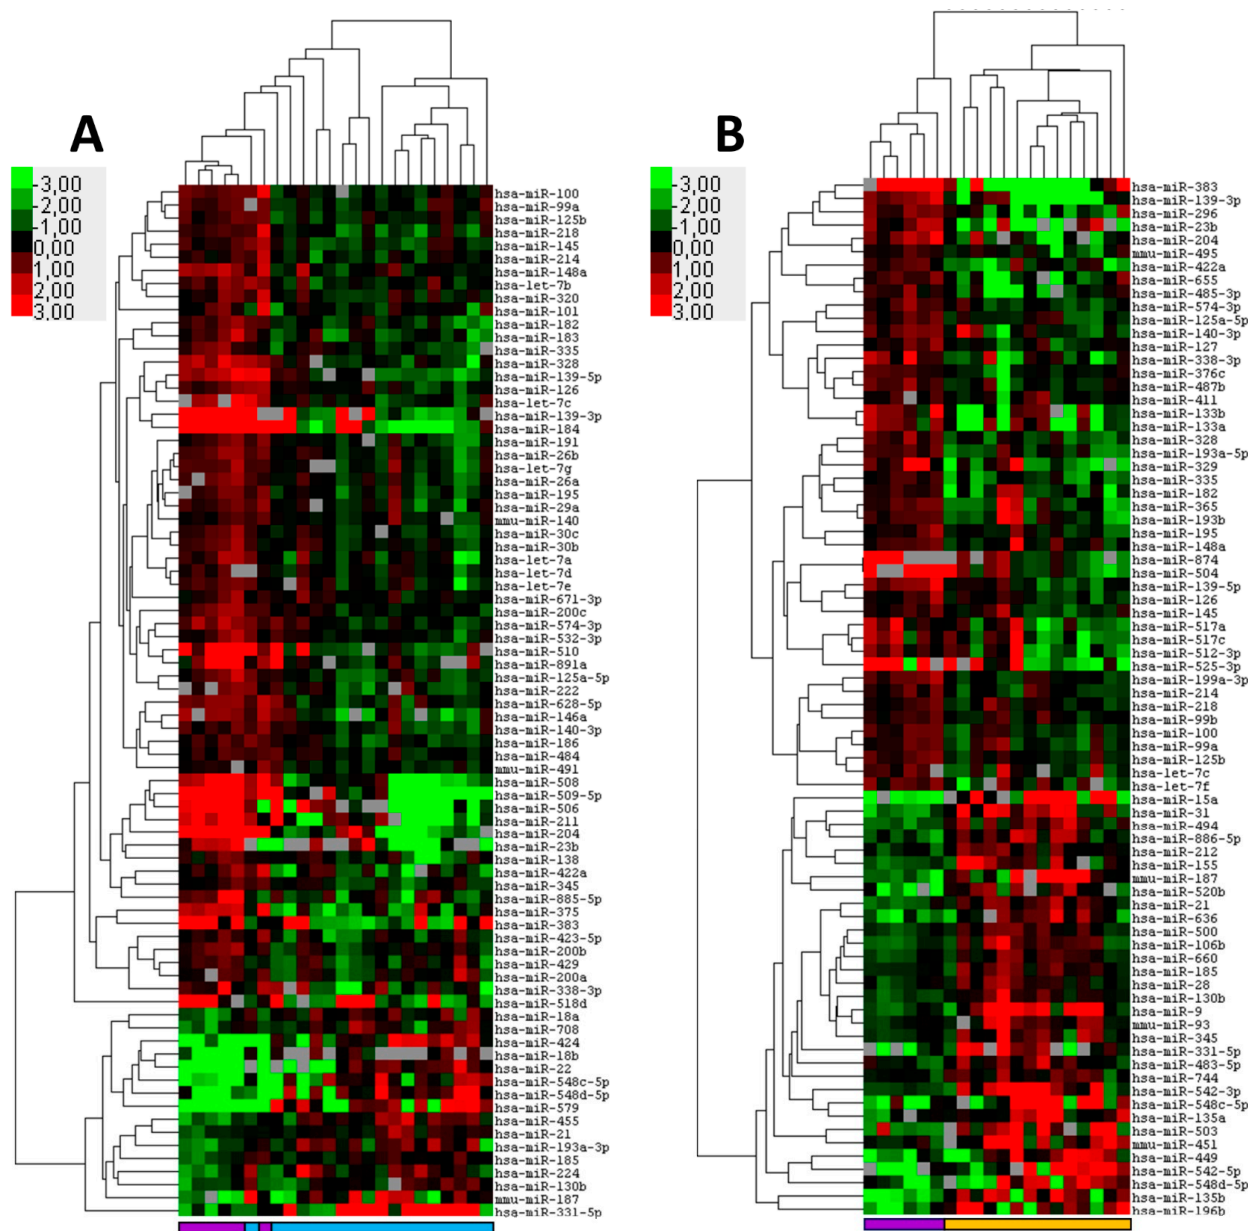 A
-3,00
-2,00
-1,00
0,00
1,00
2,00
3,00
hsa-miR-100
hsa-miR-99a
hsa-miR-125b
hsa-miR-218
hsa-miR-145
hsa-miR-214
hsa-miR-148a
hsa-let-7b
hsa-miR-320
hsa-miR-101
hsa-miR-182
hsa-miR-183
hsa-miR-335
hsa-miR-328
hsa-miR-139-5p
hsa-miR-126
hsa-let-7c
hsa-miR-139-3p
hsa-miR-184
hsa-miR-191
hsa-miR-26b
hsa-let-7g
hsa-miR-26a
hsa-miR-195
hsa-miR-29a
mmu-miR-140
hsa-miR-30c
hsa-miR-30b
hsa-let-7a
hsa-let-7d
hsa-let-7e
hsa-miR-671-3p
hsa-miR-200c
hsa-miR-574-3p
hsa-miR-532-3p
hsa-miR-510
hsa-miR-891a
hsa-miR-125a-5p
hsa-miR-222
hsa-miR-628-5p
hsa-miR-146a
hsa-miR-140-3p
hsa-miR-186
hsa-miR-484
mmu-miR-491
hsa-miR-508
hsa-miR-509-5p
hsa-miR-506
hsa-miR-211
hsa-miR-204
hsa-miR-23b
hsa-miR-138
hsa-miR-422a
hsa-miR-345
hsa-miR-885-5p
hsa-miR-375
hsa-miR-383
hsa-miR-423-5p
hsa-miR-200b
hsa-miR-429
hsa-miR-200a
hsa-miR-338-3p
hsa-miR-518d
hsa-miR-18a
hsa-miR-708
hsa-miR-424
hsa-miR-18b
hsa-miR-22
hsa-miR-548c-5p
hsa-miR-548d-5p
hsa-miR-579
hsa-miR-455
hsa-miR-21
hsa-miR-193a-3p
hsa-miR-185
hsa-miR-224
hsa-miR-130b
mmu-miR-187
hsa-miR-331-5p
B
-3,00
-2,00
-1,00
0,00
1,00
2,00
3,00
hsa-miR-383
hsa-miR-139-3p
hsa-miR-296
hsa-miR-23b
hsa-miR-204
mmu-miR-495
hsa-miR-422a
hsa-miR-655
hsa-miR-485-3p
hsa-miR-574-3p
hsa-miR-125a-5p
hsa-miR-140-3p
hsa-miR-127
hsa-miR-338-3p
hsa-miR-376c
hsa-miR-487b
hsa-miR-411
hsa-miR-133b
hsa-miR-133a
hsa-miR-328
hsa-miR-193a-5p
hsa-miR-329
hsa-miR-335
hsa-miR-182
hsa-miR-365
hsa-miR-193b
hsa-miR-195
hsa-miR-148a
hsa-miR-874
hsa-miR-504
hsa-miR-139-5p
hsa-miR-126
hsa-miR-145
hsa-miR-517a
hsa-miR-517c
hsa-miR-512-3p
hsa-miR-525-3p
hsa-miR-199a-3p
hsa-miR-214
hsa-miR-218
hsa-miR-99b
hsa-miR-100
hsa-miR-99a
hsa-miR-125b
hsa-let-7c
hsa-let-7f
hsa-miR-15a
hsa-miR-31
hsa-miR-494
hsa-miR-886-5p
hsa-miR-212
hsa-miR-155
mmu-miR-187
hsa-miR-520b
hsa-miR-21
hsa-miR-636
hsa-miR-500
hsa-miR-106b
hsa-miR-660
hsa-miR-185
hsa-miR-28
hsa-miR-130b
hsa-miR-9
mmu-miR-93
hsa-miR-345
hsa-miR-331-5p
hsa-miR-483-5p
hsa-miR-744
hsa-miR-542-3p
hsa-miR-548c-5p
hsa-miR-135a
hsa-miR-503
mmu-miR-451
hsa-miR-449
hsa-miR-542-5p
hsa-miR-548d-5p
hsa-miR-135b
hsa-miR-196b